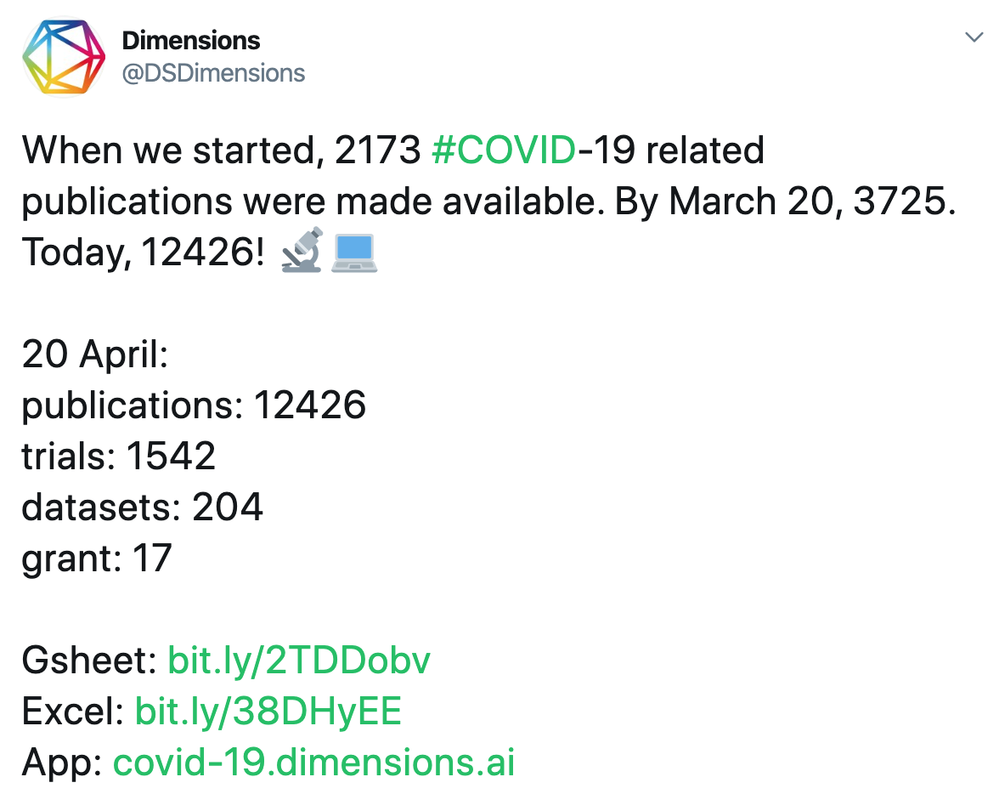 Dimensions
@DSDimensions
When we started, 2173 #COVID-19 related
publications were made available. By March 20, 3725.
Today, 12426! 🔬💻
20 April:
publications: 12426
trials: 1542
datasets: 204
grant: 17
Gsheet: bit.ly/2TDDobv
Excel: bit.ly/38DHyEE
App: covid-19.dimensions.ai